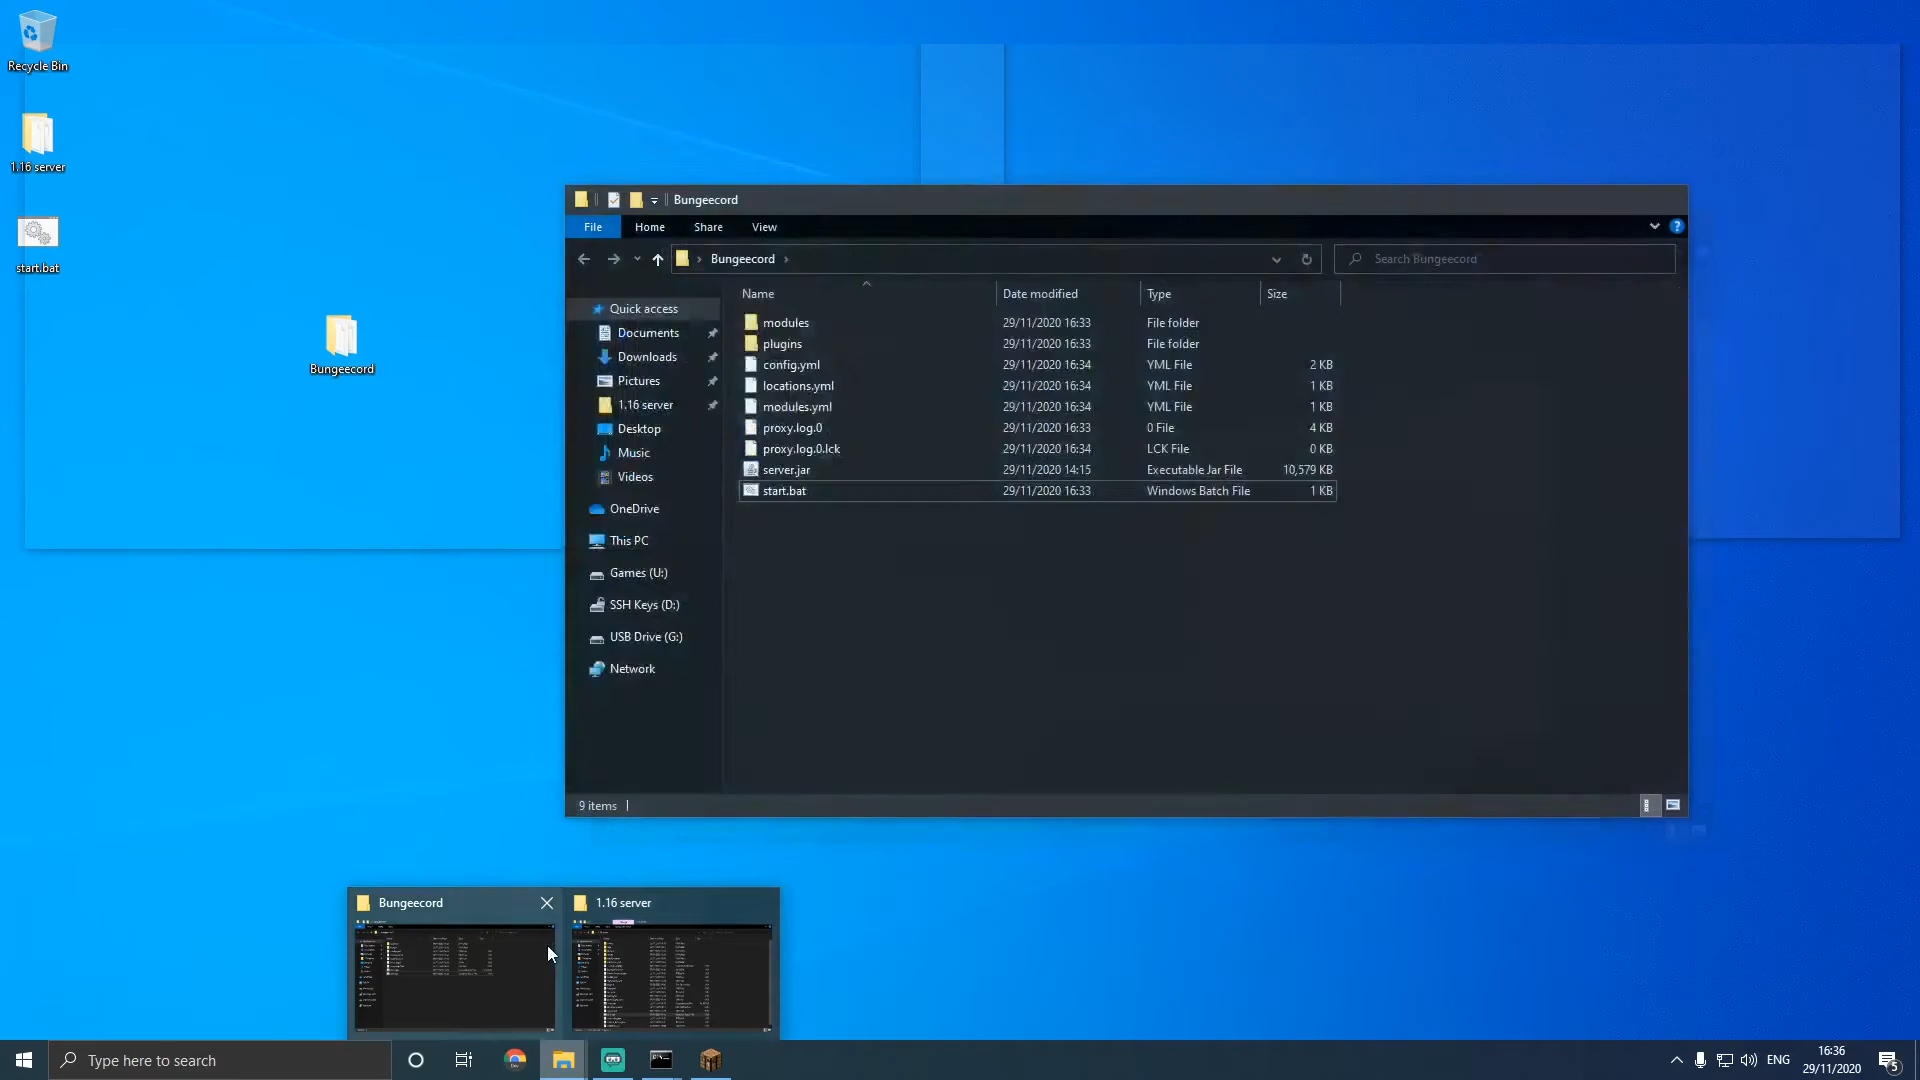 Recycle Bin
1.16 server
start.bat
Bungeecord
Bungeecord
File Home Share View
Bungeecord
Search Bungeecord
Name Date modified Type Size
Quick access
Documents
Downloads
Pictures
1.16 server
Desktop
Music
Videos
OneDrive
This PC
Games (U:)
SSH Keys (D:)
USB Drive (G:)
Network
modules 29/11/2020 16:33 File folder
plugins 29/11/2020 16:33 File folder
config.yml 29/11/2020 16:34 YML File 2 KB
locations.yml 29/11/2020 16:34 YML File 1 KB
modules.yml 29/11/2020 16:34 YML File 1 KB
proxy.log.0 29/11/2020 16:33 0 File 4 KB
proxy.log.0.lck 29/11/2020 16:34 LCK File 0 KB
server.jar 29/11/2020 14:15 Executable Jar File 10,579 KB
start.bat 29/11/2020 16:33 Windows Batch File 1 KB
9 items
Bungeecord
1.16 server
Type here to search
ENG
16:36
29/11/2020
5